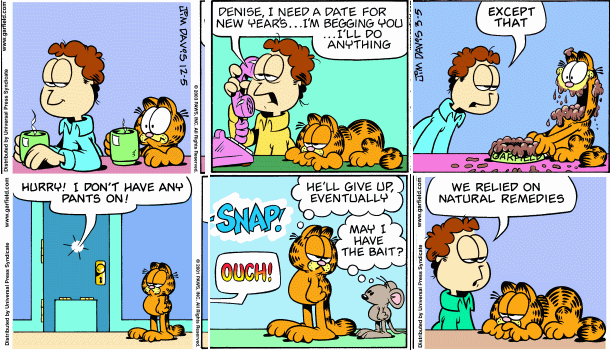 www.garfield.com
Distributed by Universal Press Syndicate
JIM DAVIS 12-5
© 2001 PAWS, INC. All Rights Reserved.
DENISE, I NEED A DATE FOR
NEW YEAR'S...I'M BEGGING YOU
...I'LL DO
ANYTHING
JIM DAVIS 3-5
EXCEPT
THAT
www.garfield.com
Distributed by Universal Press Syndicate
HURRY! I DON'T HAVE ANY
PANTS ON!
© 2001 PAWS, INC. All Rights Reserved.
SNAP!
OUCH!
HE'LL GIVE UP,
EVENTUALLY
MAY I
HAVE
THE BAIT?
www.garfield.com
Distributed by Universal Press Syndicate
WE RELIED ON
NATURAL REMEDIES